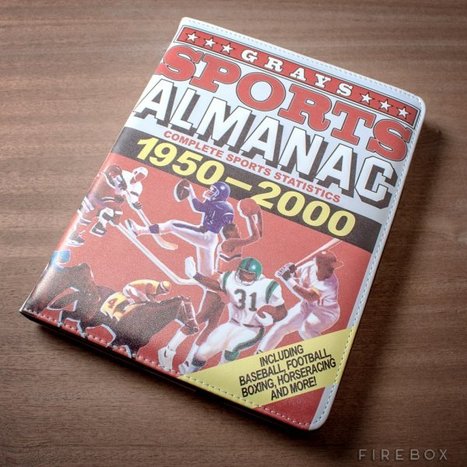 GRAYS
SPORTS
ALMANAC
COMPLETE SPORTS STATISTICS
1950-2000
31
INCLUDING
BASEBALL, FOOTBALL,
BOXING, HORSERACING
AND MORE!
FIREBOX